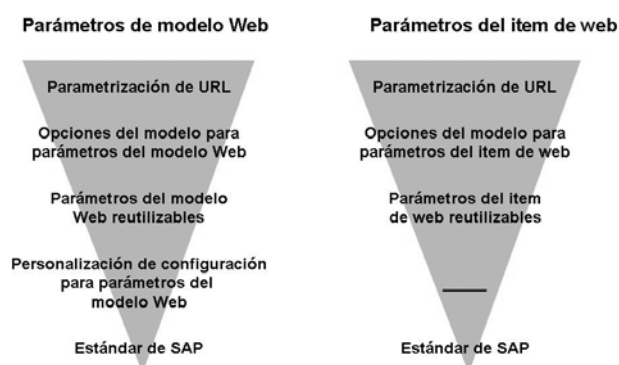 Parámetros de modelo Web
Parametrización de URL
Opciones del modelo para
parámetros del modelo Web
Parámetros del modelo
Web reutilizables
Personalización de configuración
para parámetros del
modelo Web
Estándar de SAP
Parámetros del item de web
Parametrización de URL
Opciones del modelo para
parámetros del item de web
Parámetros del item
de web reutilizables
Estándar de SAP